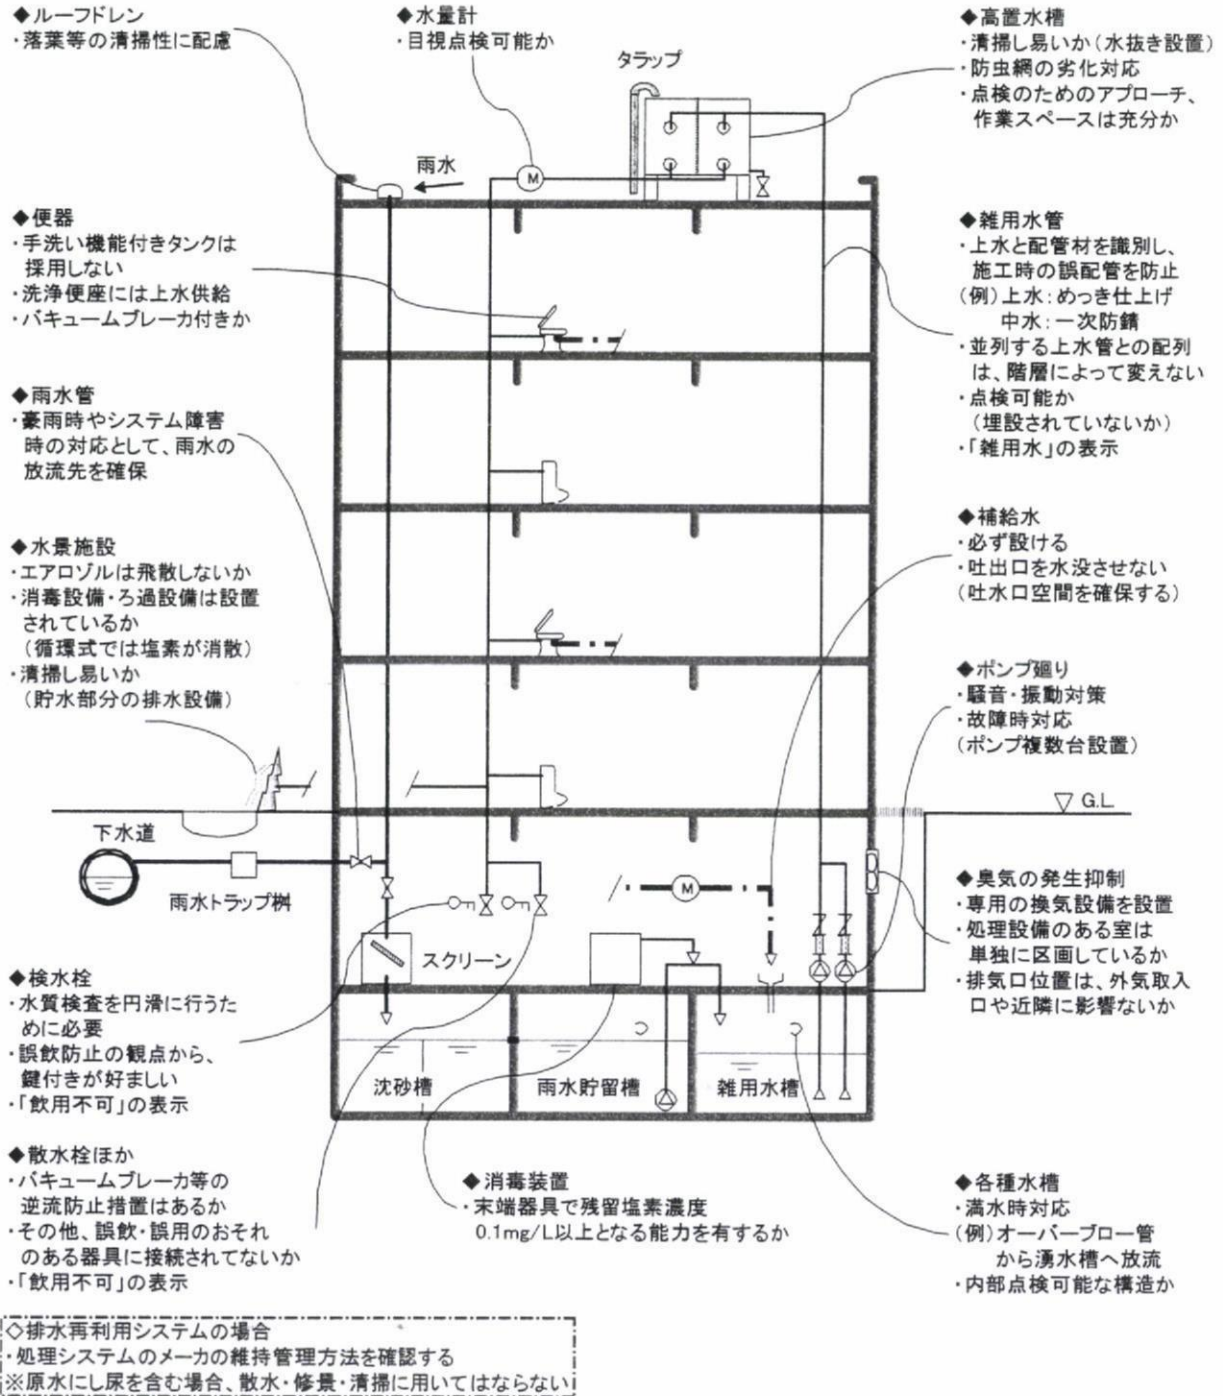 ◆ルーフドレン
・落葉等の清掃性に配慮
◆水量計
・目視点検可能か
タラップ
◆高置水槽
・清掃し易いか(水抜き設置)
・防虫網の劣化対応
・点検のためのアプローチ、
作業スペースは充分か
雨水
M
◆便器
・手洗い機能付きタンクは
採用しない
・洗浄便座には上水供給
・バキュームブレーカ付きか
◆雑用水管
・上水と配管材を識別し、
施工時の誤配管を防止
(例)上水:めっき仕上げ
中水:一次防錆
・並列する上水管との配列
は、階層によって変えない
・点検可能か
(埋設されていないか)
・「雑用水」の表示
◆雨水管
・豪雨時やシステム障害
時の対応として、雨水の
放流先を確保
◆水景施設
・エアロゾルは飛散しないか
・消毒設備・ろ過設備は設置
されているか
(循環式では塩素が消散)
・清掃し易いか
(貯水部分の排水設備)
◆補給水
・必ず設ける
・吐出口を水没させない
(吐水口空間を確保する)
◆ポンプ廻り
・騒音・振動対策
・故障時対応
(ポンプ複数台設置)
G.L.
下水道
雨水トラップ桝
M
スクリーン
◆臭気の発生抑制
・専用の換気設備を設置
・処理設備のある室は
単独に区画しているか
・排気口位置は、外気取入
口や近隣に影響ないか
◆検水栓
・水質検査を円滑に行うた
めに必要
・誤飲防止の観点から、
鍵付きが好ましい
・「飲用不可」の表示
沈砂槽
雨水貯留槽
雑用水槽
◆散水栓ほか
・バキュームブレーカ等の
逆流防止措置はあるか
・その他、誤飲・誤用のおそれ
のある器具に接続されてないか
・「飲用不可」の表示
◆消毒装置
・末端器具で残留塩素濃度
0.1mg/L以上となる能力を有するか
◆各種水槽
・満水時対応
(例)オーバーブロー管
から湧水槽へ放流
・内部点検可能な構造か
◇排水再利用システムの場合
・処理システムのメーカの維持管理方法を確認する
※原水にし尿を含む場合、散水・修景・清掃に用いてはならない